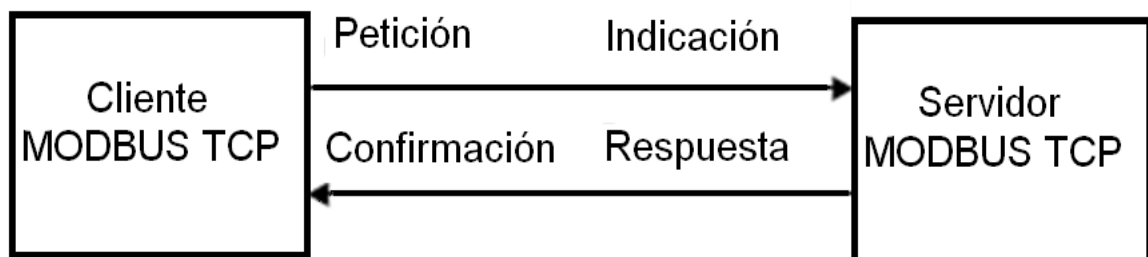 Cliente
MODBUS TCP
Petición
Indicación
Confirmación
Respuesta
Servidor
MODBUS TCP